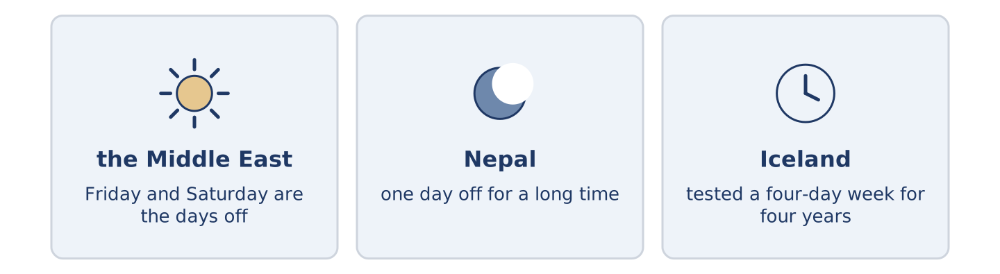 the Middle East
Friday and Saturday are
the days off
Nepal
one day off for a long time
Iceland
tested a four-day week for
four years